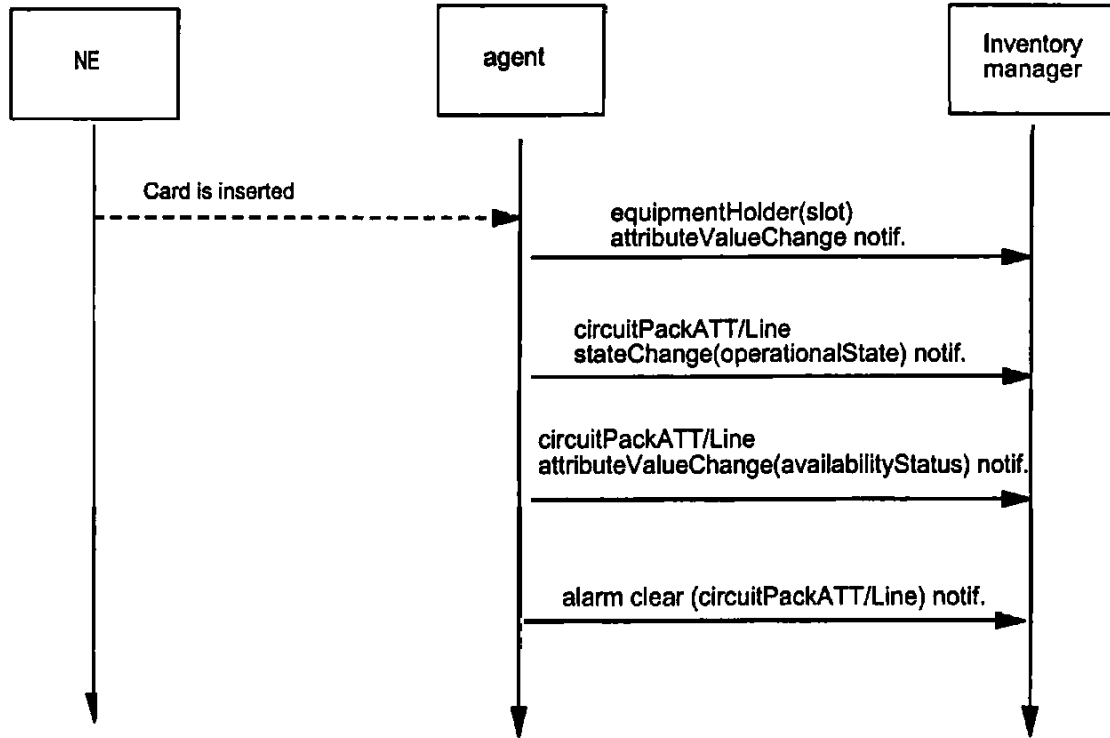 NE
agent
Inventory
manager
Card is inserted
equipmentHolder(slot)
attributeValueChange notif.
circuitPackATT/Line
stateChange(operationalState) notif.
circuitPackATT/Line
attributeValueChange(availabilityStatus) notif.
alarm clear (circuitPackATT/Line) notif.